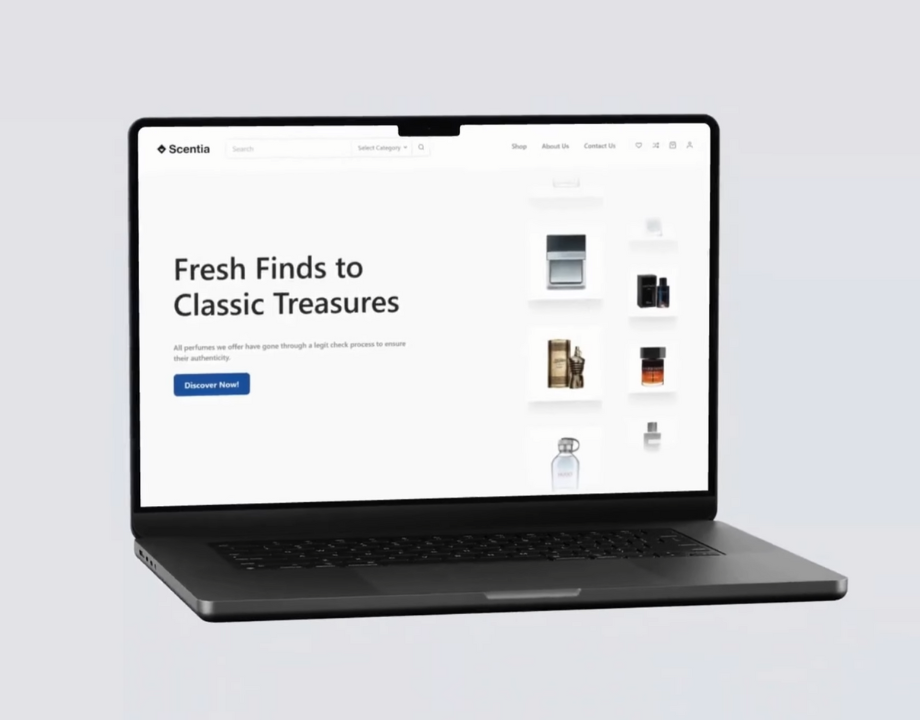 Scentia
Search
Select Category
Shop
About Us
Contact Us
Fresh Finds to
Classic Treasures
All perfumes we offer have gone through a legit check process to ensure
their authenticity.
Discover Now!